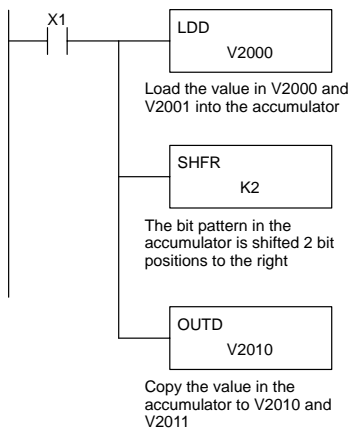 X1
LDD
V2000
Load the value in V2000 and
V2001 into the accumulator
SHFR
K2
The bit pattern in the
accumulator is shifted 2 bit
positions to the right
OUTD
V2010
Copy the value in the
accumulator to V2010 and
V2011